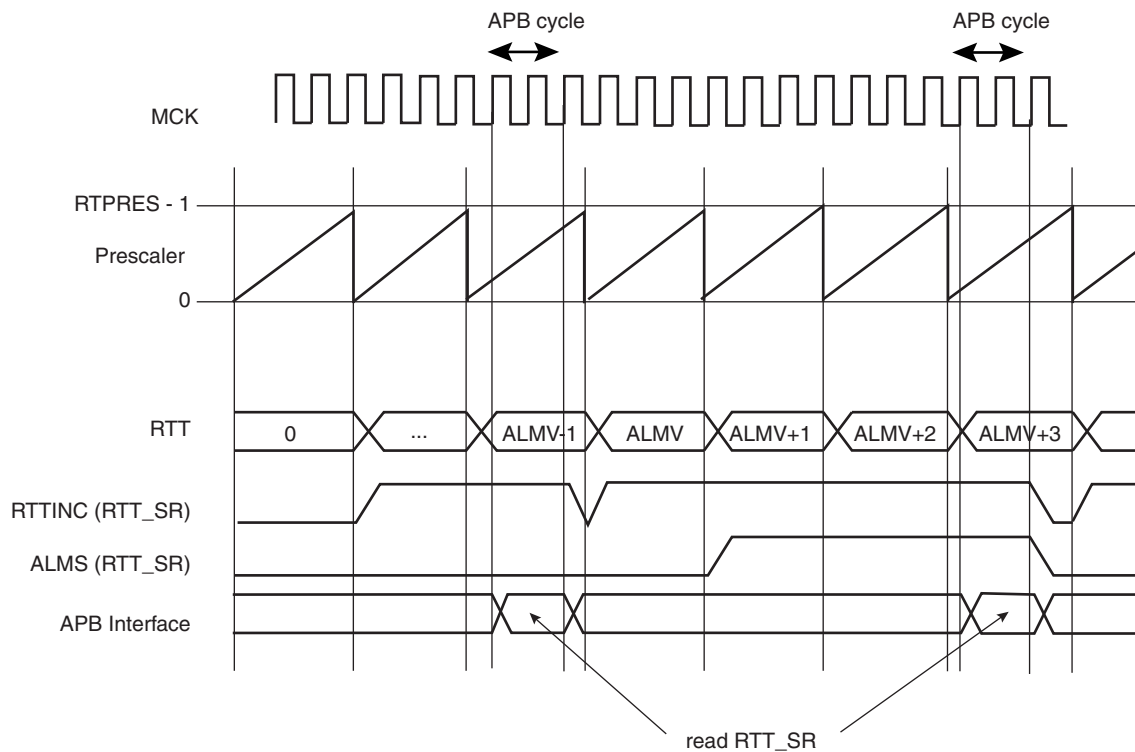 APB cycle APB cycle
MCK
RTPRES - 1
Prescaler
0
RTT 0 ... ALMV-1 ALMV ALMV+1 ALMV+2 ALMV+3
RTTINC (RTT_SR)
ALMS (RTT_SR)
APB Interface
read RTT_SR